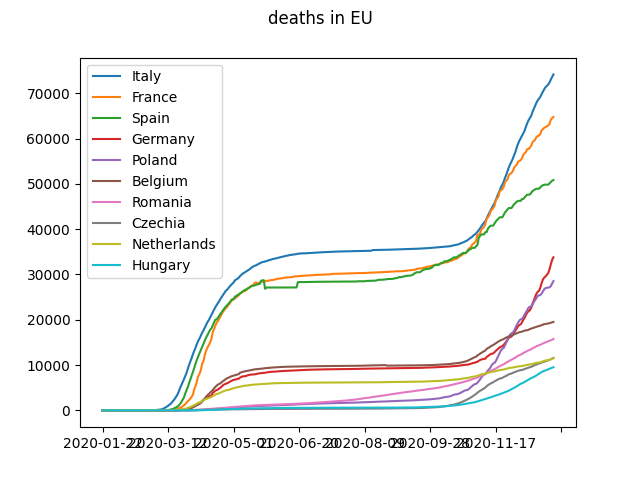 deaths in EU
Italy
France
Spain
Germany
Poland
Belgium
Romania
Czechia
Netherlands
Hungary
70000
60000
50000
40000
30000
20000
10000
0
2020-01-22 2020-03-12 2020-05-01 2020-06-20 2020-08-09 2020-09-28 2020-11-17